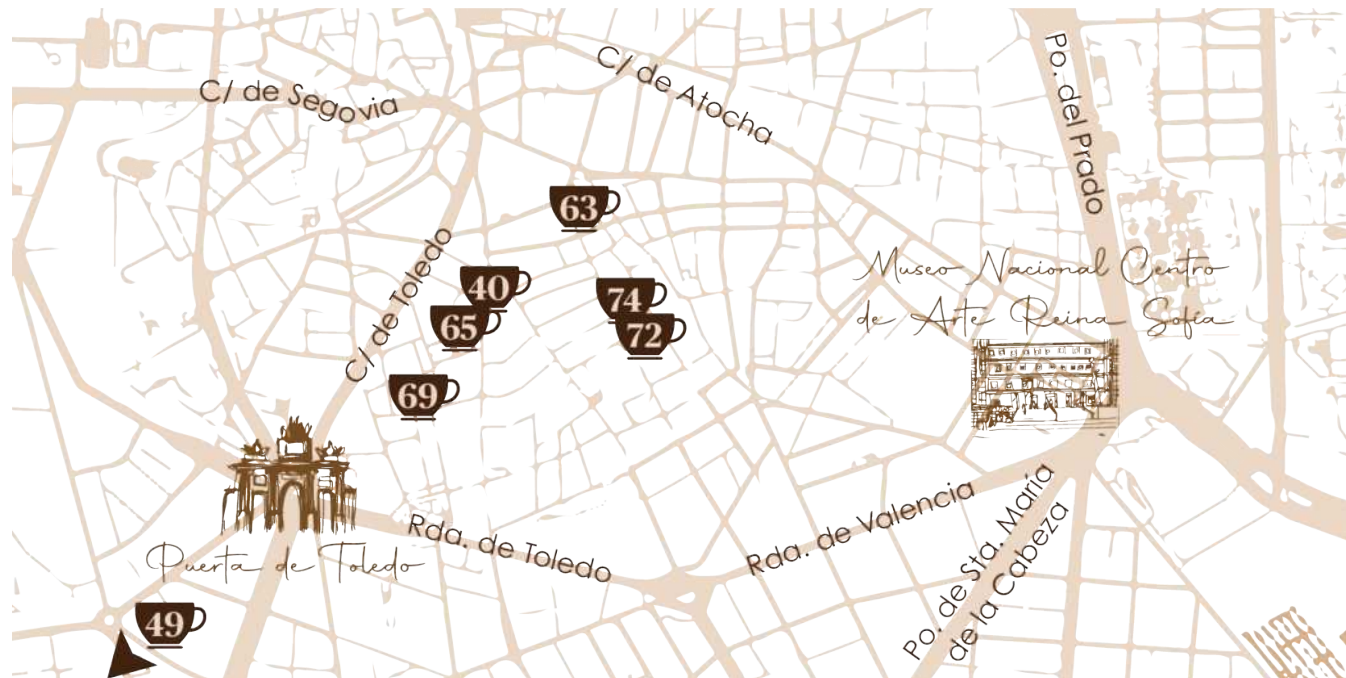 C/ de Segovia
C/ de Atocha
Po. del Prado
63
C/ de Toledo
Museo Nacional Centro
de Arte Reina Sofía
40
74
65
72
69
Rda. de Toledo
Rda. de Valencia
Po. de Sta. María
de la Cabeza
Puerta de Toledo
49